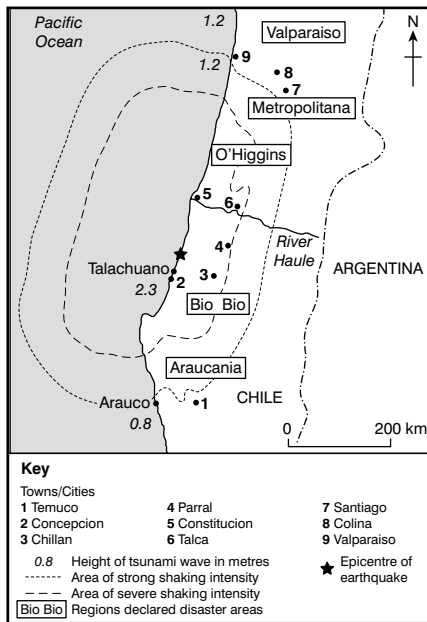 Pacific
Ocean
1.2
Valparaiso
N
1.2
9
8
7
Metropolitana
O'Higgins
5
6
River
Haule
4
Talachuano
2.3
2
3
ARGENTINA
Bio Bio
Araucania
Arauco
0.8
1
CHILE
0 200 km
Key
Towns/Cities
1 Temuco 4 Parral 7 Santiago
2 Concepcion 5 Constitucion 8 Colina
3 Chillan 6 Talca 9 Valparaiso
0.8 Height of tsunami wave in metres
Area of strong shaking intensity
Area of severe shaking intensity
Bio Bio Regions declared disaster areas
Epicentre of
earthquake